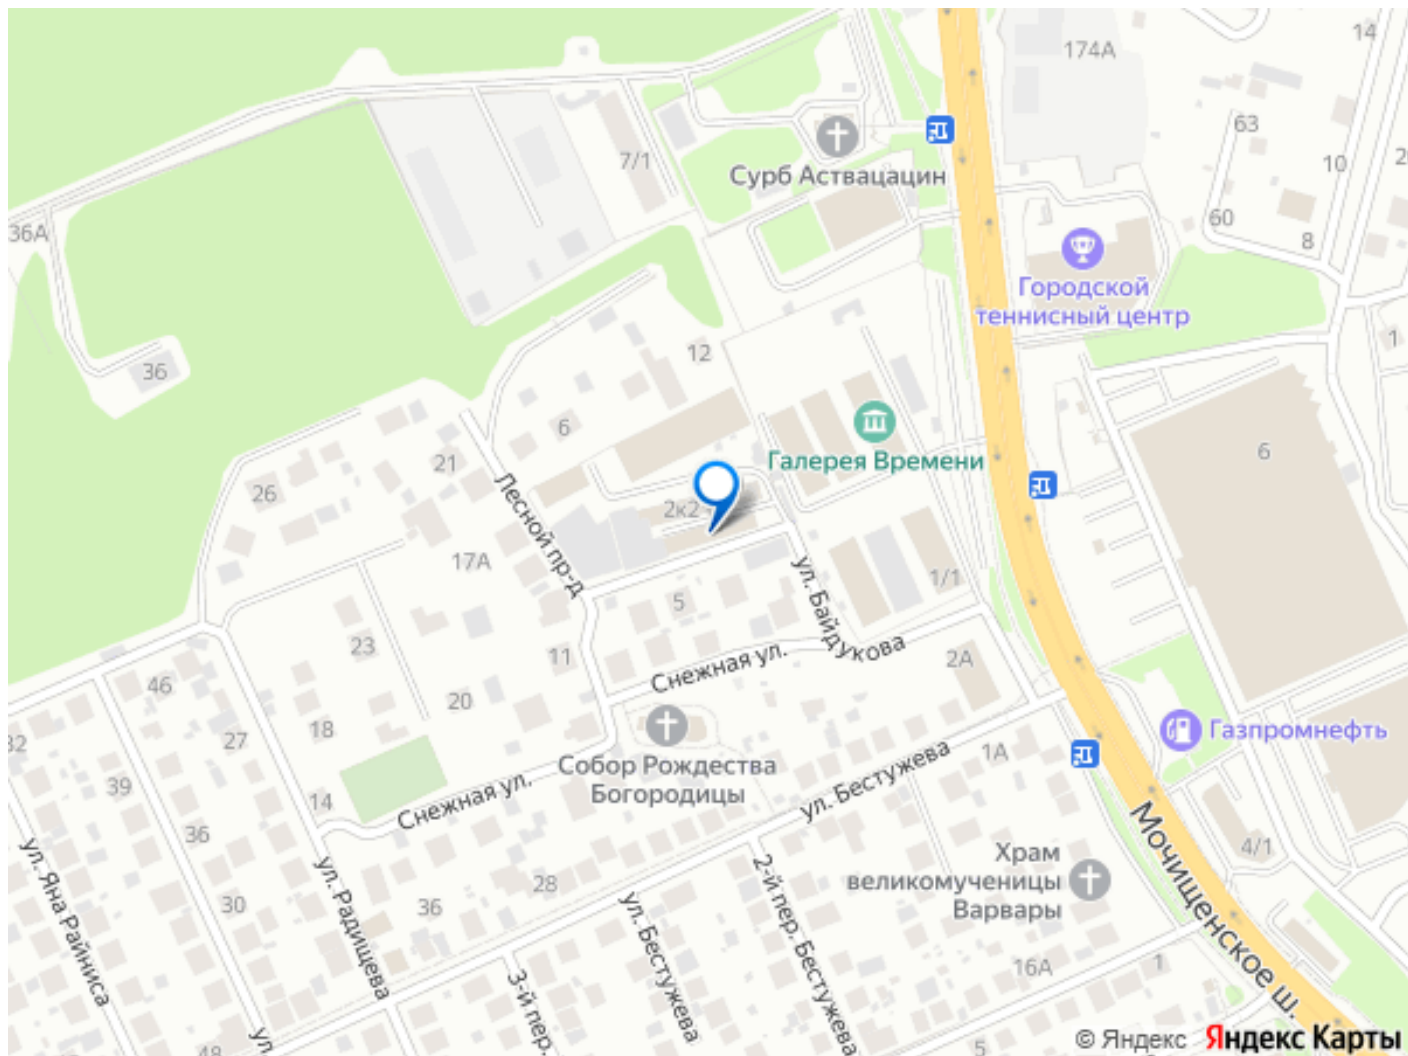 174А
14
63
7/1
10
Сурб Аствацацин
60
36А
8
Городской
теннисный центр
12
1
36
6
Галерея Времени
6
21
26
Лесной пр-д
2к2
17А
ул. Байдукова
1/1
5
23
11
Снежная ул.
2А
46
20
18
27
Газпромнефть
Собор Рождества
Богородицы
1А
ул. Бестужева
32
39
14
Снежная ул.
36
Мочищенское ш.
4/1
Храм
великомученицы
Варвары
ул. Яна Райниса
ул. Радищева
28
2-й пер. Бестужева
30
36
ул. Бестужева
16А
1
3-й пер.
ул.
48
5
© Яндекс Яндекс Карты